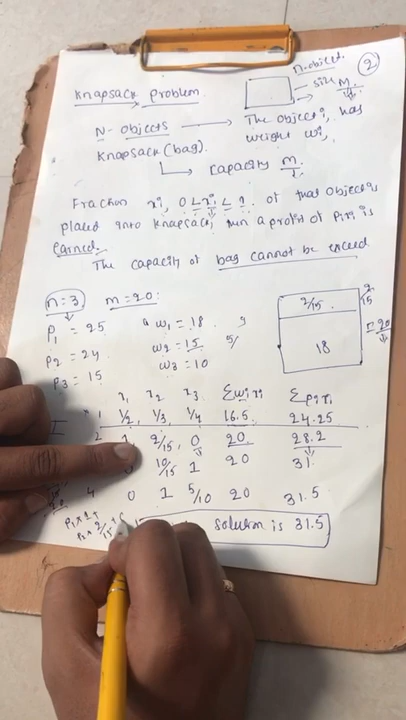 n-object.
2
Knapsack problem.
size M.
N-objects → The object i, has
weight wi,
Knapsack (bag).
↳ capacity m.
Fraction xi, 0 ≤ xi ≤ 1. of that object is
placed into knapsack, then a profit of pixi is
earned.
The capacity of bag cannot be exceed
n=3 m=20:
P1 = 25 w1 = 18
P2 = 24 w2 = 15
P3 = 15 w3 = 10
2/15
18
x1 x2 x3 Σwixi Σpixi
1 1/2, 1/3, 1/4 16.5 24.25
2 1, 2/15, 0 20 28.2
10/15 1 20 31
4 0 1 5/10 20 31.5
P1 x 1 +
solution is 31.5